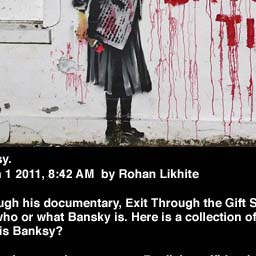 sy.
1 2011, 8:42 AM by Rohan Likhite
ugh his documentary, Exit Through the Gift S
who or what Bansky is. Here is a collection of
is Banksy?